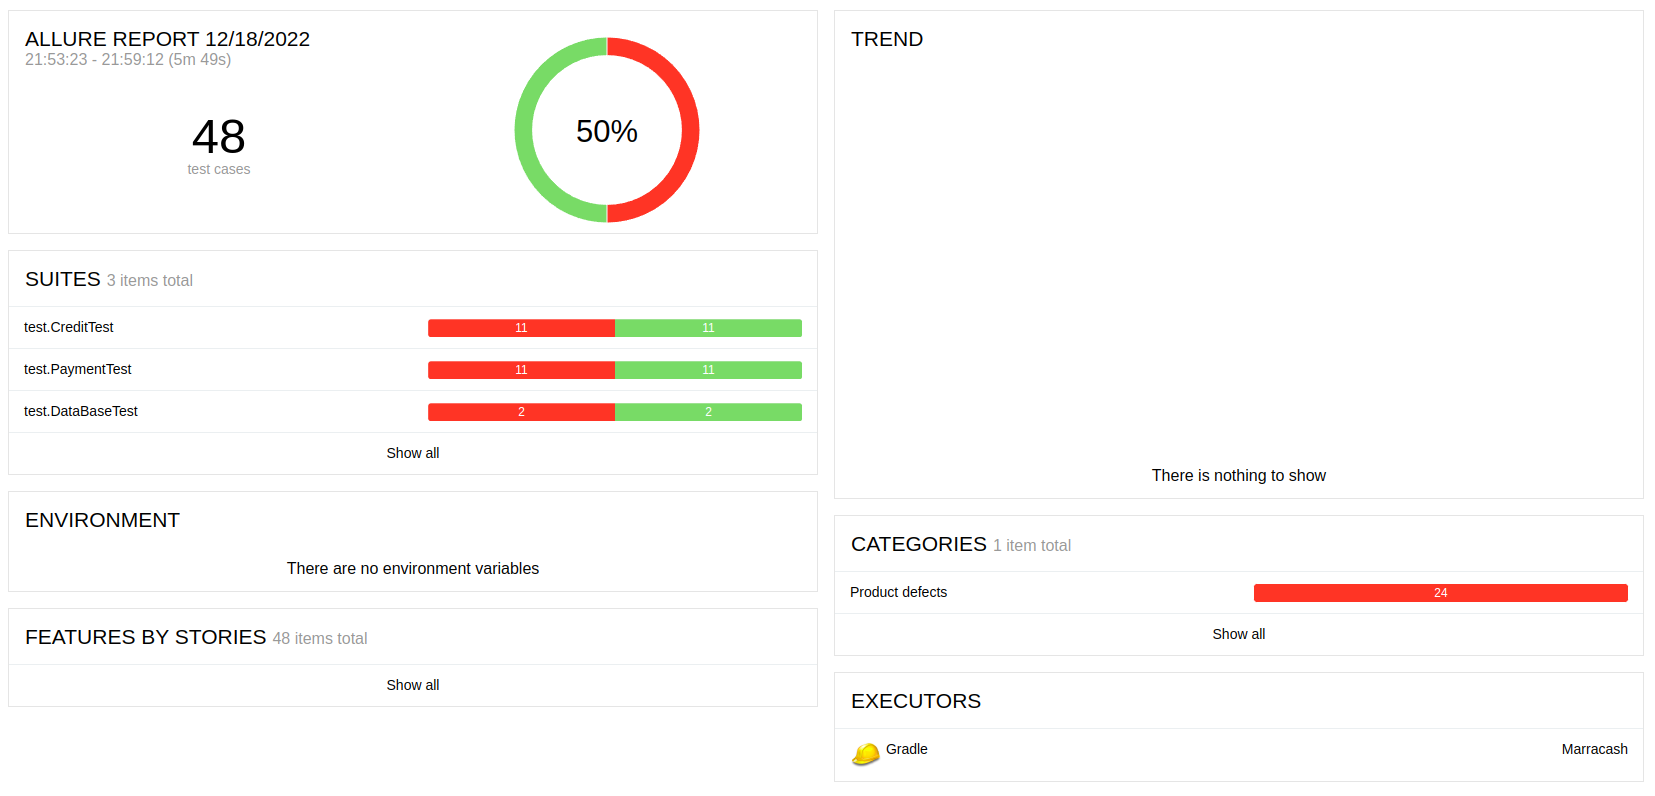 ALLURE REPORT 12/18/2022
21:53:23 - 21:59:12 (5m 49s)
48
test cases
50%
SUITES 3 items total
test.CreditTest 11 11
test.PaymentTest 11 11
test.DataBaseTest 2 2
Show all
ENVIRONMENT
There are no environment variables
FEATURES BY STORIES 48 items total
Show all
TREND
There is nothing to show
CATEGORIES 1 item total
Product defects 24
Show all
EXECUTORS
Gradle Marracash